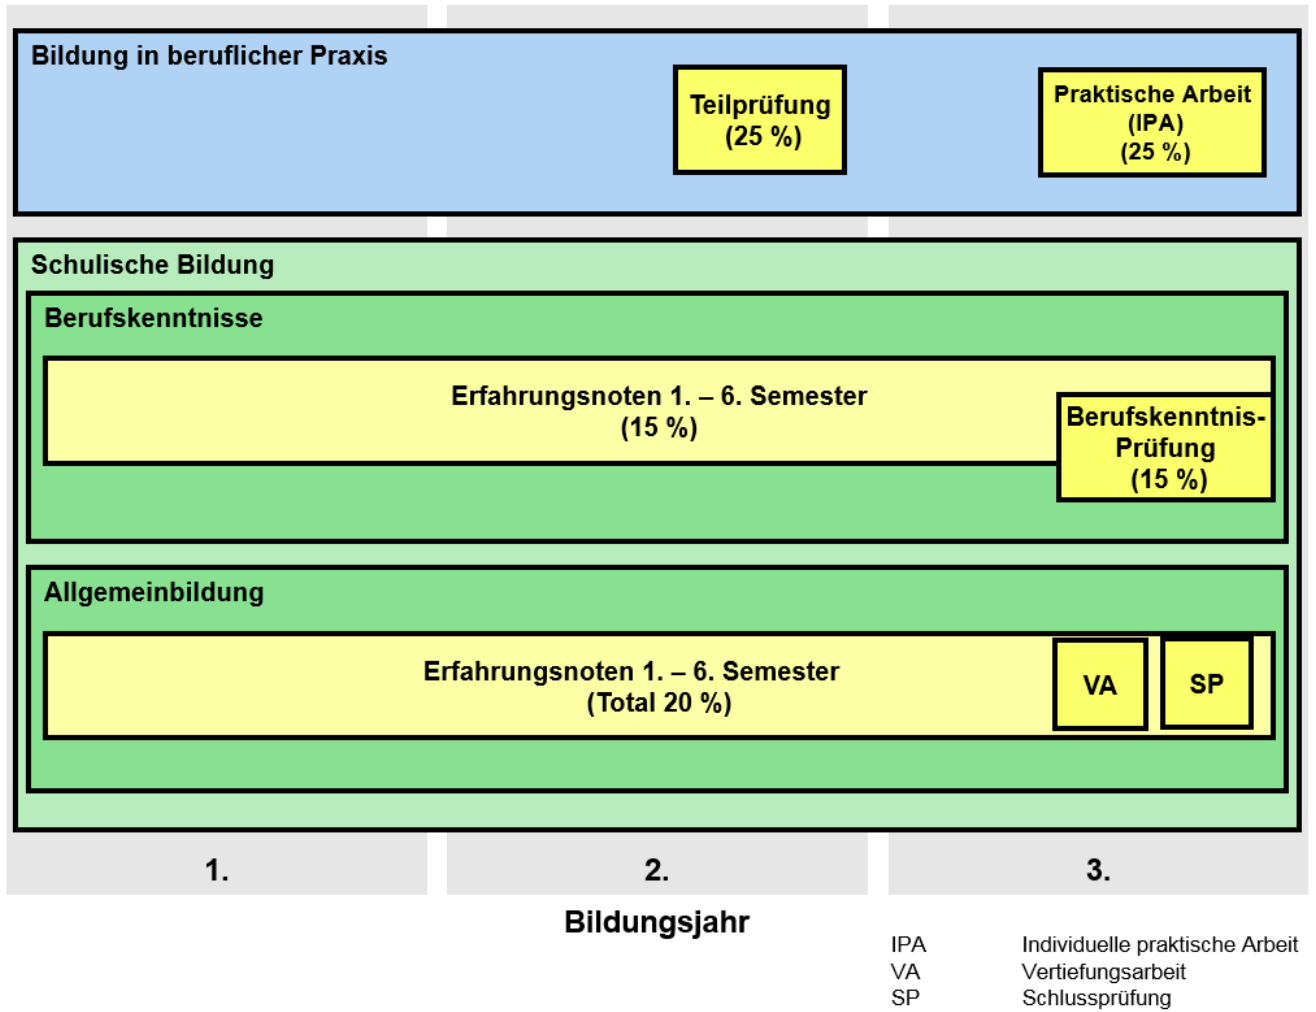 Bildung in beruflicher Praxis
Teilprüfung
(25 %)
Praktische Arbeit
(IPA)
(25 %)
Schulische Bildung
Berufskenntnisse
Erfahrungsnoten 1. – 6. Semester
(15 %)
Berufskenntnis-
Prüfung
(15 %)
Allgemeinbildung
Erfahrungsnoten 1. – 6. Semester
(Total 20 %)
VA
SP
1.
2.
3.
Bildungsjahr
IPA Individuelle praktische Arbeit
VA Vertiefungsarbeit
SP Schlussprüfung